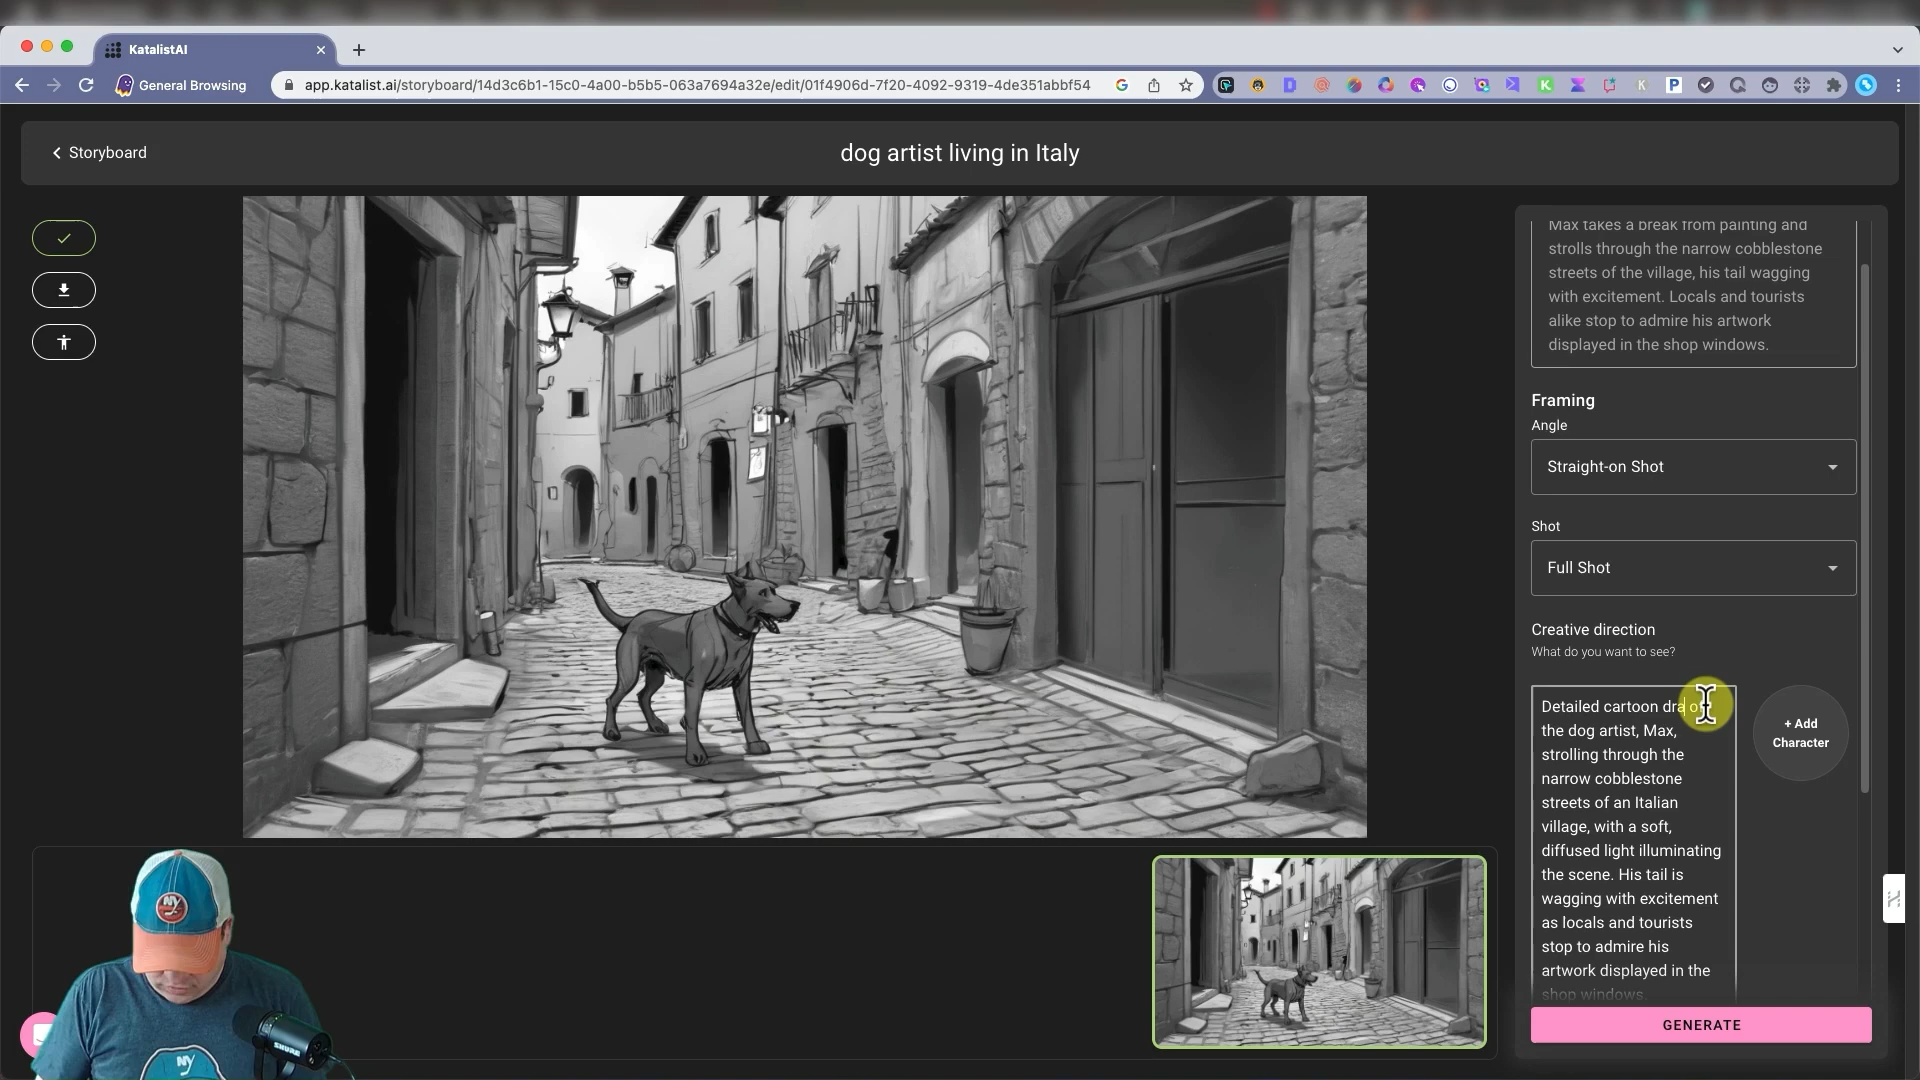 KatalistAI
General Browsing
app.katalist.ai/storyboard/14d3c6b1-15c0-4a00-b5b5-063a7694a32e/edit/01f4906d-7f20-4092-9319-4de351abbf54
Storyboard
dog artist living in Italy
Max takes a break from painting and
strolls through the narrow cobblestone
streets of the village, his tail wagging
with excitement. Locals and tourists
alike stop to admire his artwork
displayed in the shop windows.
Framing
Angle
Straight-on Shot
Shot
Full Shot
Creative direction
What do you want to see?
Detailed cartoon dra of
the dog artist, Max,
strolling through the
narrow cobblestone
streets of an Italian
village, with a soft,
diffused light illuminating
the scene. His tail is
wagging with excitement
as locals and tourists
stop to admire his
artwork displayed in the
shop windows.
+ Add
Character
GENERATE
NY
SHURE
NY